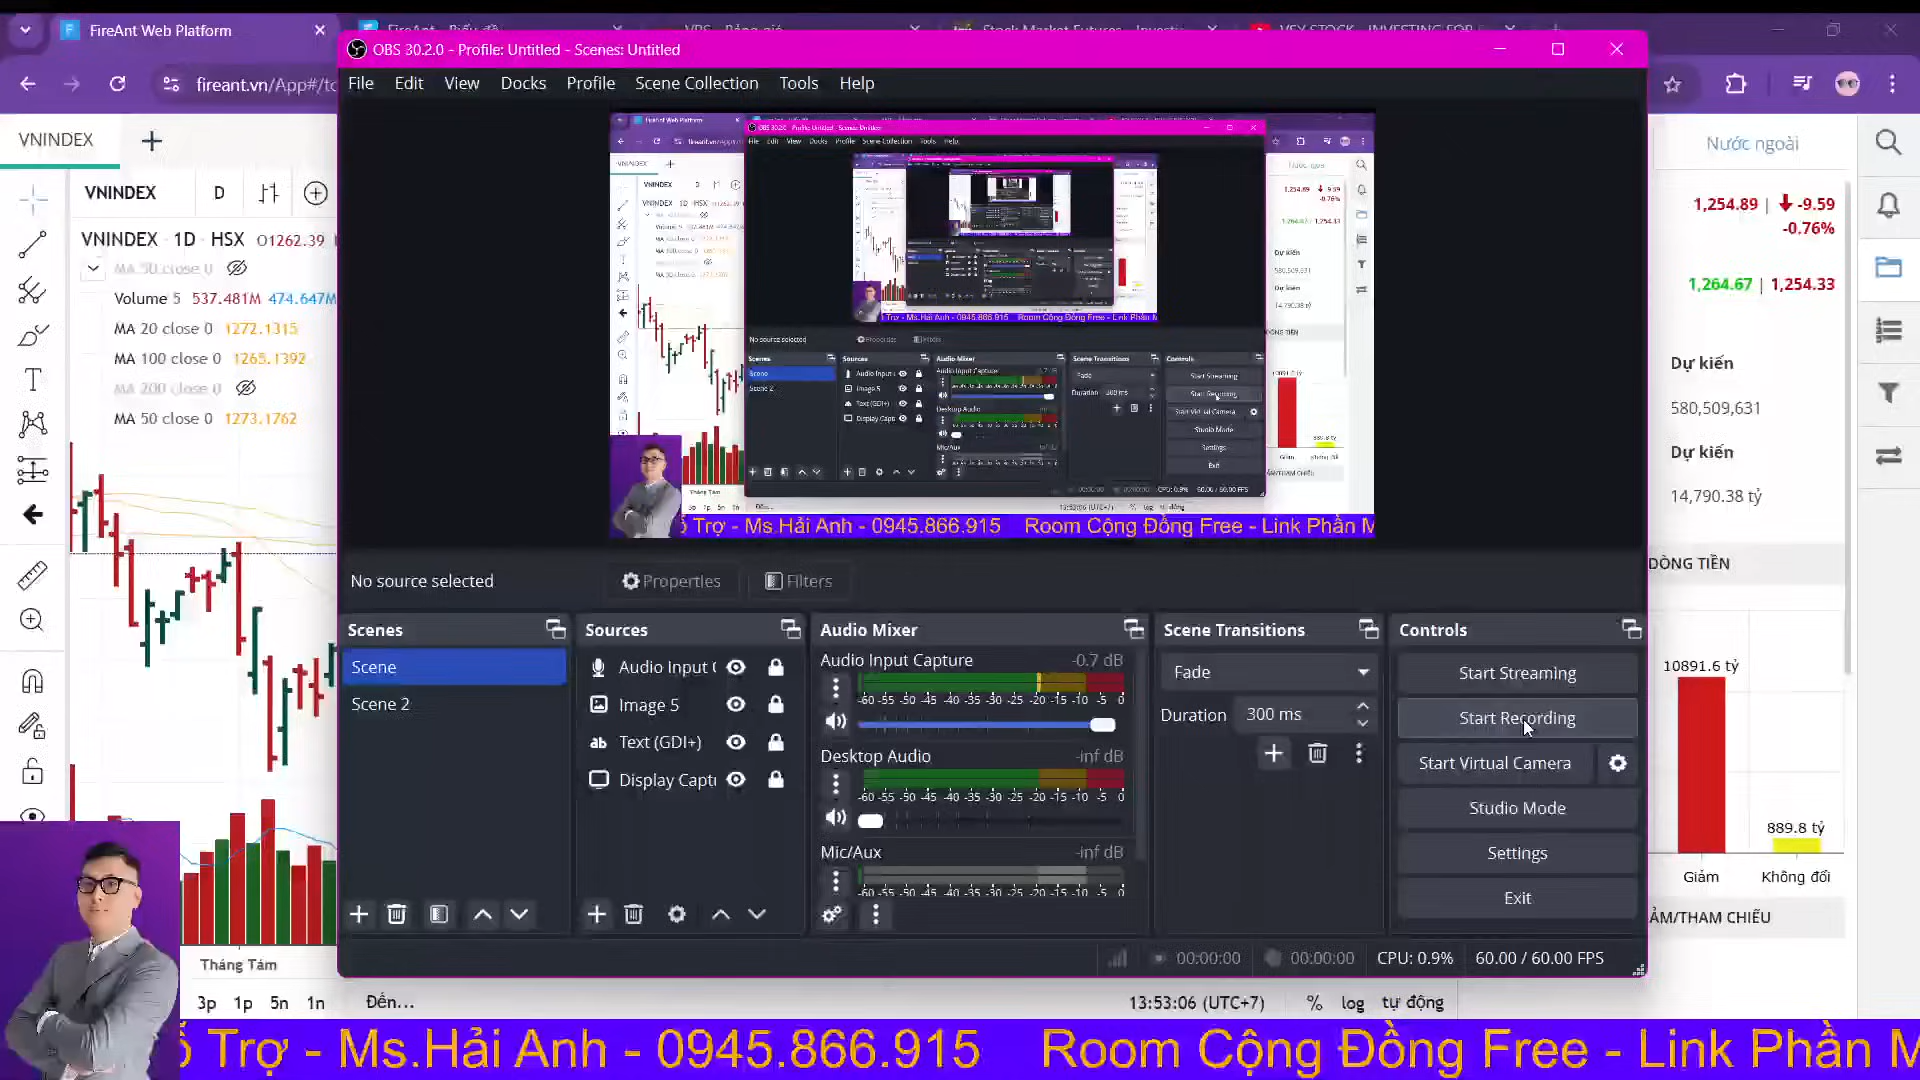 FireAnt Web Platform
OBS 30.2.0 - Profile: Untitled - Scenes: Untitled
fireant.vn/App#/
File Edit View Docks Profile Scene Collection Tools Help
VNINDEX
Nước ngoài
VNINDEX D
VNINDEX 1D HSX O1262.39
MA 50 close 0
Volume 5 537.481M 474.647M
MA 20 close 0 1272.1315
MA 100 close 0 1265.1392
MA 200 close 0
MA 50 close 0 1273.1762
1,254.89 | -9.59
-0.76%
1,264.67 | 1,254.33
Dự kiến
580,509,631
Dự kiến
14,790.38 tỷ
DÒNG TIỀN
10891.6 tỷ
889.8 tỷ
Giảm Không đổi
ẢM/THAM CHIẾU
Trợ - Ms.Hải Anh - 0945.866.915 Room Cộng Đồng Free - Link Phần M
No source selected Properties Filters
Scenes
Scene
Scene 2
Sources
Audio Input
Image 5
ab Text (GDI+)
Display Captu
Audio Mixer
Audio Input Capture -0.7 dB
-60 -55 -50 -45 -40 -35 -30 -25 -20 -15 -10 -5 0
Desktop Audio -inf dB
-60 -55 -50 -45 -40 -35 -30 -25 -20 -15 -10 -5 0
Mic/Aux -inf dB
-60 -55 -50 -45 -40 -35 -30 -25 -20 -15 -10 -5 0
Scene Transitions
Fade
Duration 300 ms
Controls
Start Streaming
Start Recording
Start Virtual Camera
Studio Mode
Settings
Exit
00:00:00 00:00:00 CPU: 0.9% 60.00 / 60.00 FPS
Tháng Tám
3p 1p 5n 1n Đến... 13:53:06 (UTC+7) % log tự động
Trợ - Ms.Hải Anh - 0945.866.915 Room Cộng Đồng Free - Link Phần M